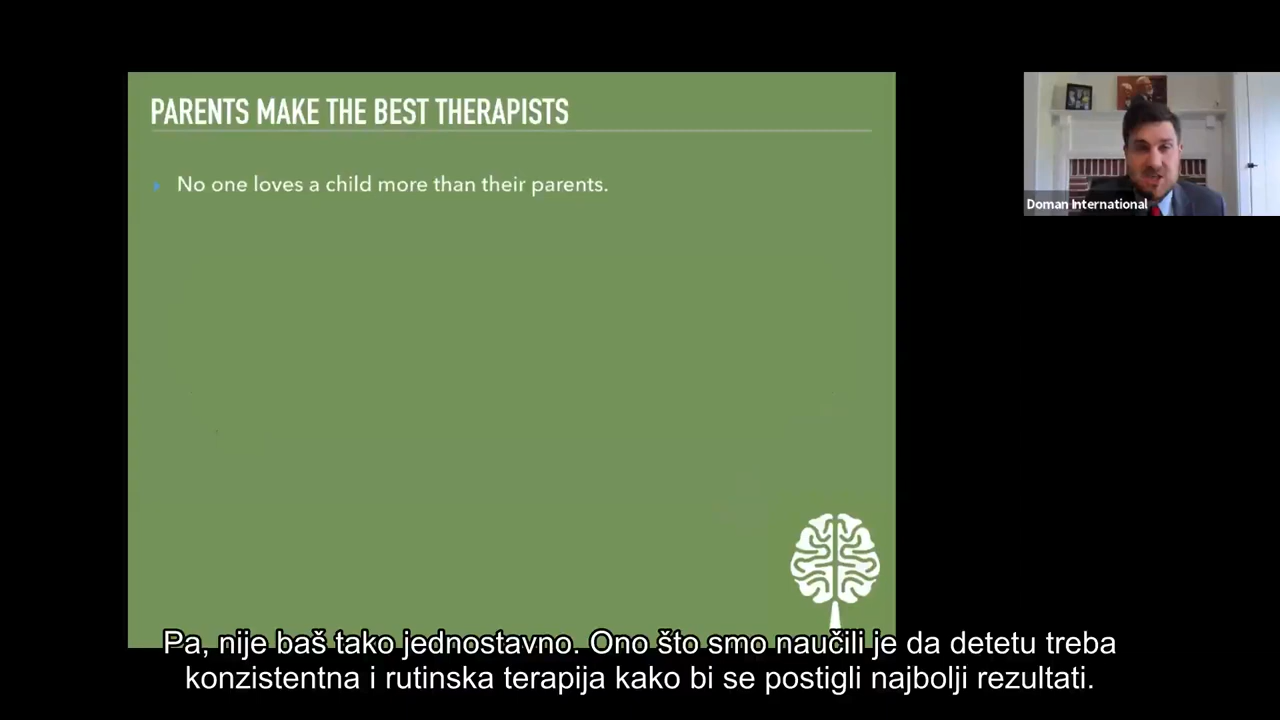 PARENTS MAKE THE BEST THERAPISTS
No one loves a child more than their parents.
Doman International
Pa, nije baš tako jednostavno. Ono što smo naučili je da detetu treba
konzistentna i rutinska terapija kako bi se postigli najbolji rezultati.